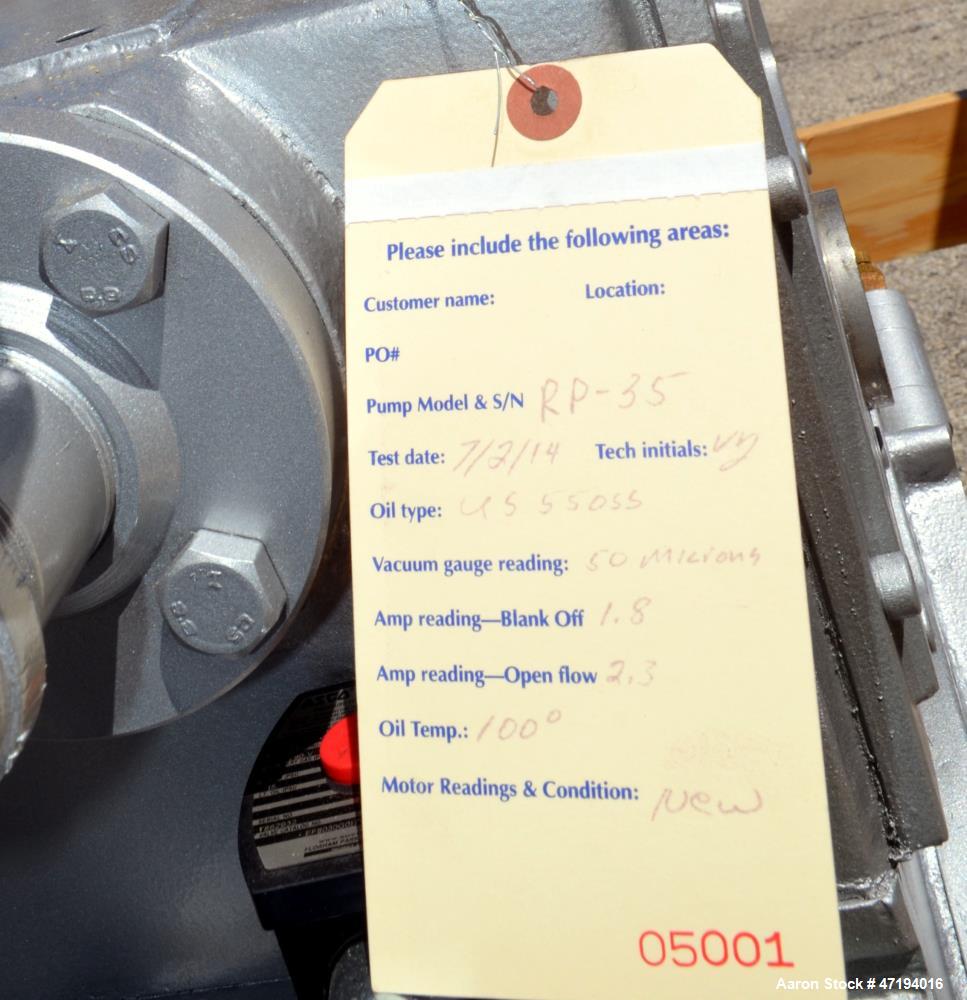 Please include the following areas:
Customer name: Location:
PO#
Pump Model & S/N RP-35
Test date: 7/2/14 Tech initials: vy
Oil type: US 550SS
Vacuum gauge reading: 50 Microns
Amp reading—Blank Off 1.8
Amp reading—Open flow 2.3
Oil Temp.: 100°
Motor Readings & Condition: New
05001
Aaron Stock # 47194016